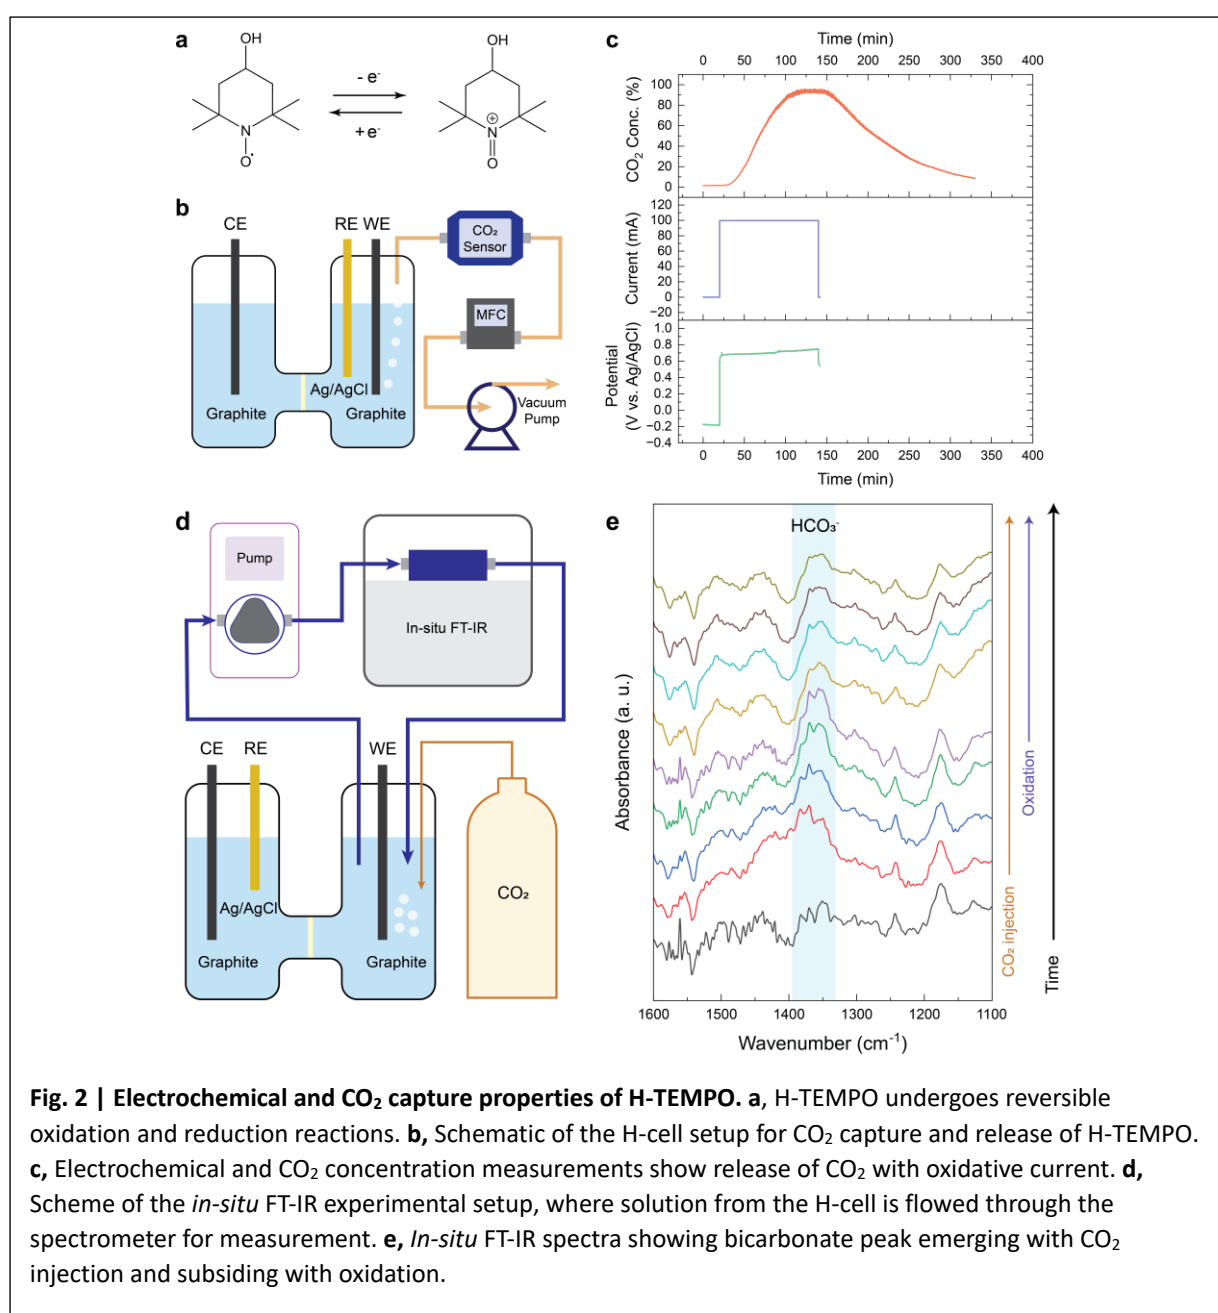 a
OH
N
O·
- e-
+ e-
OH
N
⊕
O
b
CE
RE WE
CO₂
Sensor
MFC
Ag/AgCl
Graphite
Graphite
Vacuum
Pump
c
Time (min)
0 50 100 150 200 250 300 350 400
CO₂ Conc. (%)
100
80
60
40
20
0
Current (mA)
120
100
80
60
40
20
0
−20
Potential
(V vs. Ag/AgCl)
1.0
0.8
0.6
0.4
0.2
−0.0
−0.2
−0.4
0 50 100 150 200 250 300 350 400
Time (min)
d
Pump
In-situ FT-IR
CE RE WE
Ag/AgCl
Graphite
Graphite
CO₂
e
HCO₃-
Absorbance (a. u.)
1600 1500 1400 1300 1200 1100
Wavenumber (cm-1)
CO₂ injection
Oxidation
Time
Fig. 2 | Electrochemical and CO₂ capture properties of H-TEMPO. a, H-TEMPO undergoes reversible
oxidation and reduction reactions. b, Schematic of the H-cell setup for CO₂ capture and release of H-TEMPO.
c, Electrochemical and CO₂ concentration measurements show release of CO₂ with oxidative current. d,
Scheme of the in-situ FT-IR experimental setup, where solution from the H-cell is flowed through the
spectrometer for measurement. e, In-situ FT-IR spectra showing bicarbonate peak emerging with CO₂
injection and subsiding with oxidation.